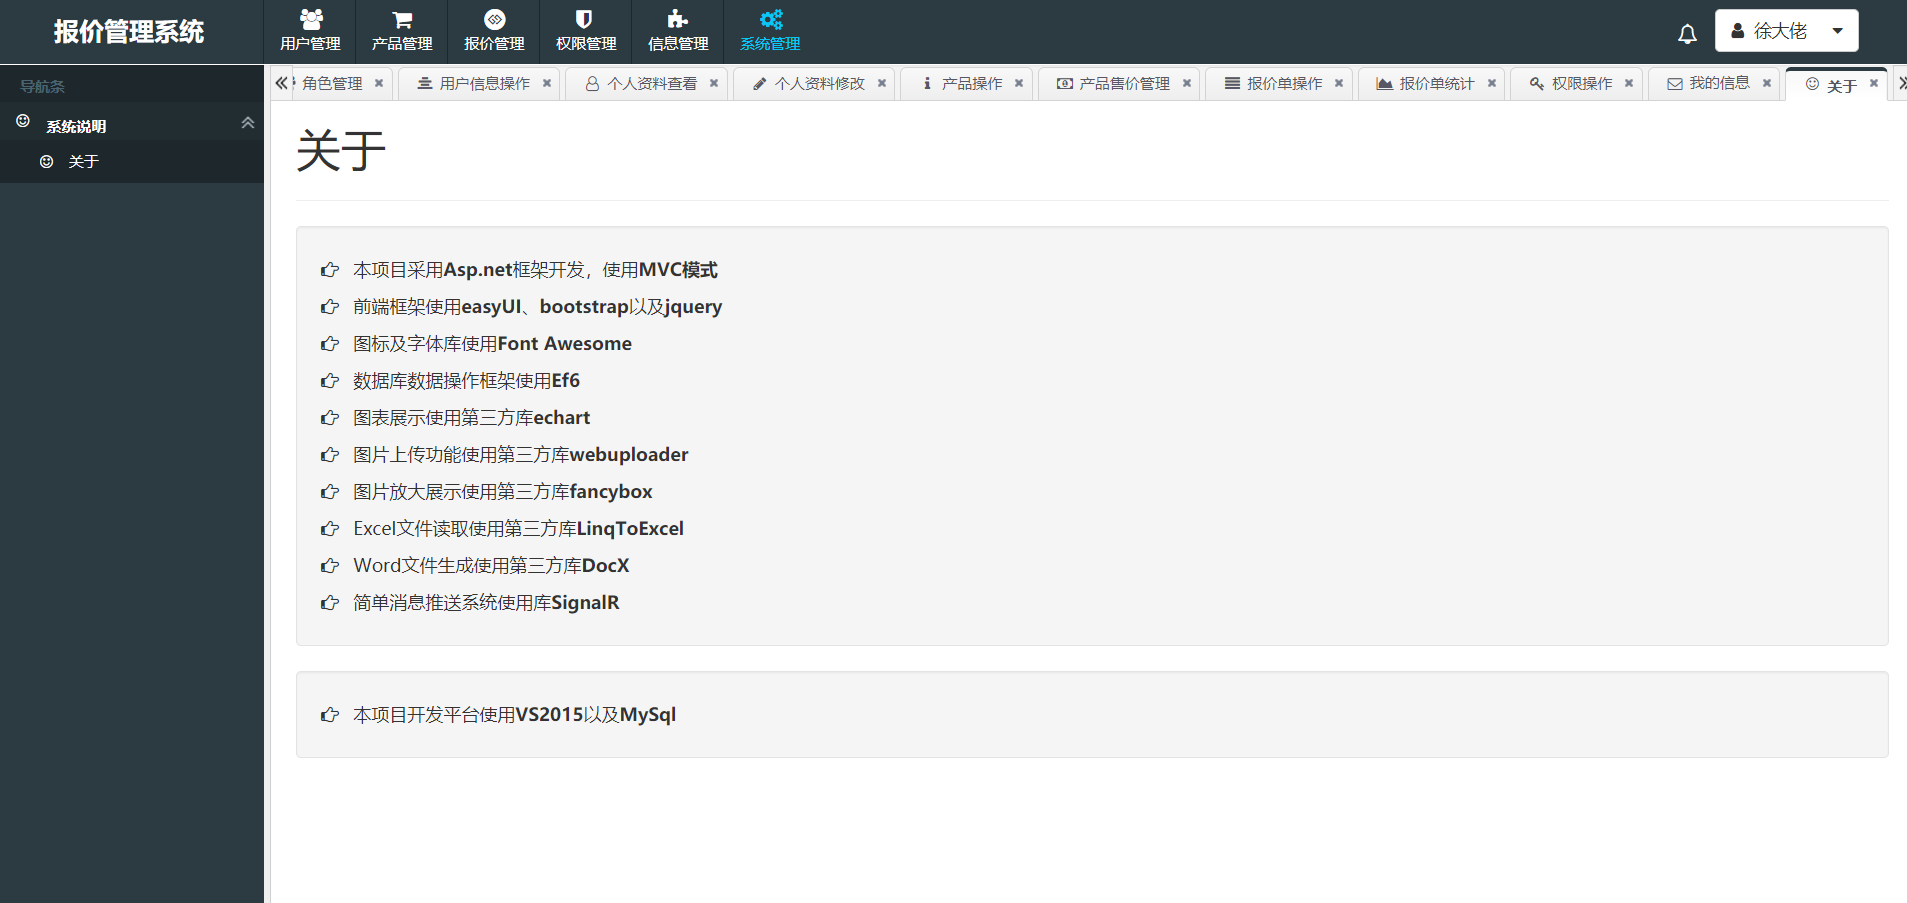 报价管理系统
用户管理
产品管理
报价管理
权限管理
信息管理
系统管理
徐大佬
导航条
系统说明
关于
角色管理
用户信息操作
个人资料查看
个人资料修改
产品操作
产品售价管理
报价单操作
报价单统计
权限操作
我的信息
关于
关于
本项目采用Asp.net框架开发，使用MVC模式
前端框架使用easyUI、bootstrap以及jquery
图标及字体库使用Font Awesome
数据库数据操作框架使用Ef6
图表展示使用第三方库echart
图片上传功能使用第三方库webuploader
图片放大展示使用第三方库fancybox
Excel文件读取使用第三方库LinqToExcel
Word文件生成使用第三方库DocX
简单消息推送系统使用库SignalR
本项目开发平台使用VS2015以及MySql